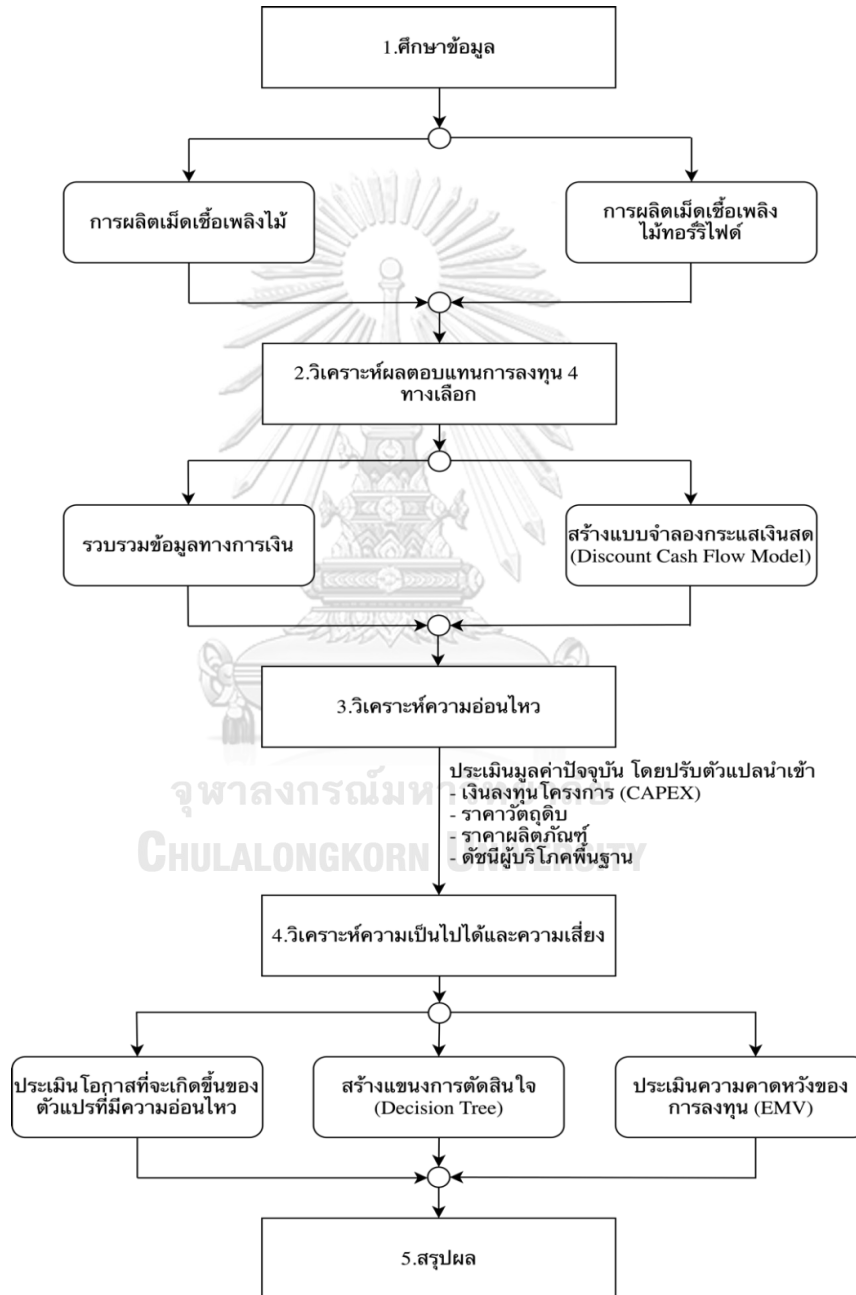 1.ศึกษาข้อมูล
การผลิตเม็ดเชื้อเพลิงไม้
การผลิตเม็ดเชื้อเพลิง
ไม้ทอร์ริไฟด์
2.วิเคราะห์ผลตอบแทนการลงทุน 4
ทางเลือก
รวบรวมข้อมูลทางการเงิน
สร้างแบบจำลองกระแสเงินสด
(Discount Cash Flow Model)
3.วิเคราะห์ความอ่อนไหว
ประเมินมูลค่าปัจจุบัน โดยปรับตัวแปลนำเข้า
- เงินลงทุนโครงการ (CAPEX)
- ราคาวัตถุดิบ
- ราคาผลิตภัณฑ์
- ดัชนีผู้บริโภคพื้นฐาน
จุฬาลงกรณ์มหาวิทยาลัย
CHULALONGKORN UNIVERSITY
4.วิเคราะห์ความเป็นไปได้และความเสี่ยง
ประเมินโอกาสที่จะเกิดขึ้นของ
ตัวแปรที่มีความอ่อนไหว
สร้างแขนงการตัดสินใจ
(Decision Tree)
ประเมินความคาดหวังของ
การลงทุน (EMV)
5.สรุปผล